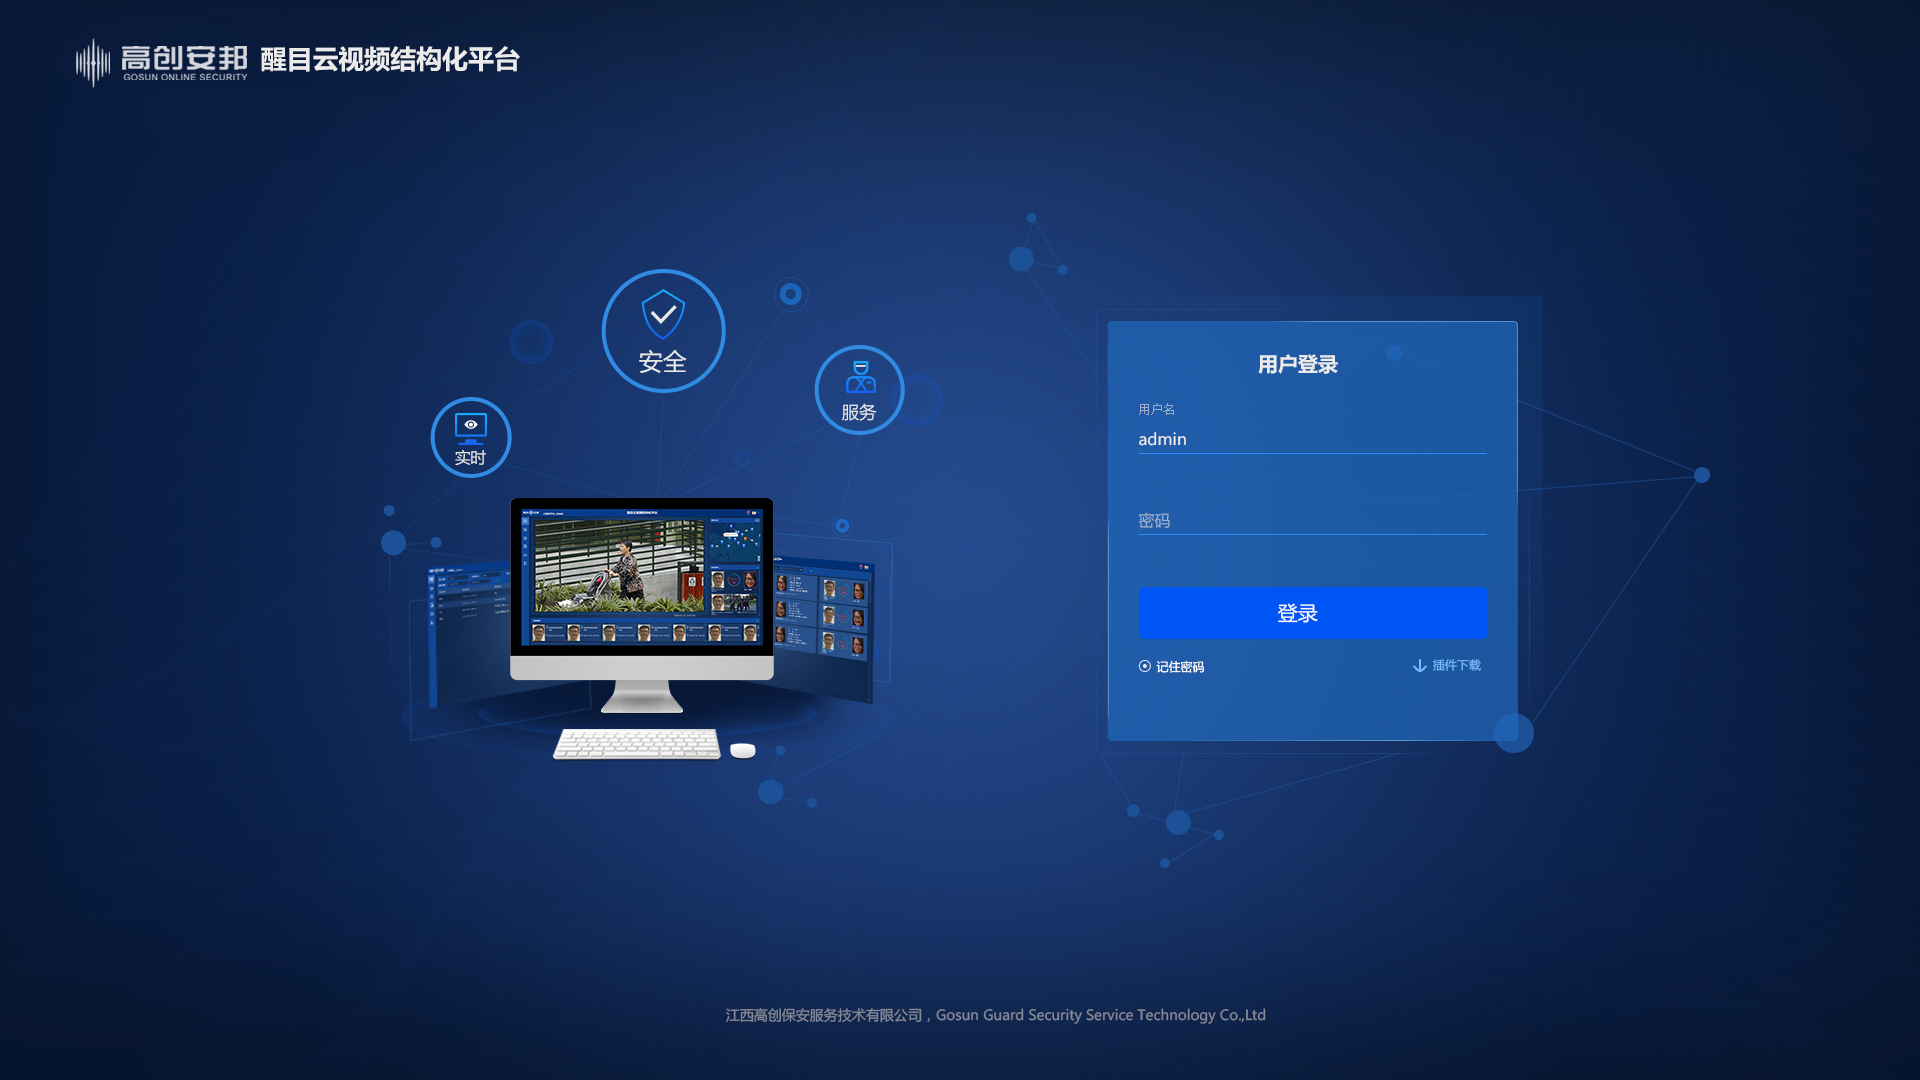 高创安邦 醒目云视频结构化平台
GOSUN ONLINE SECURITY
安全
服务
实时
用户登录
用户名
admin
密码
登录
记住密码
插件下载
江西高创保安服务技术有限公司，Gosun Guard Security Service Technology Co.,Ltd